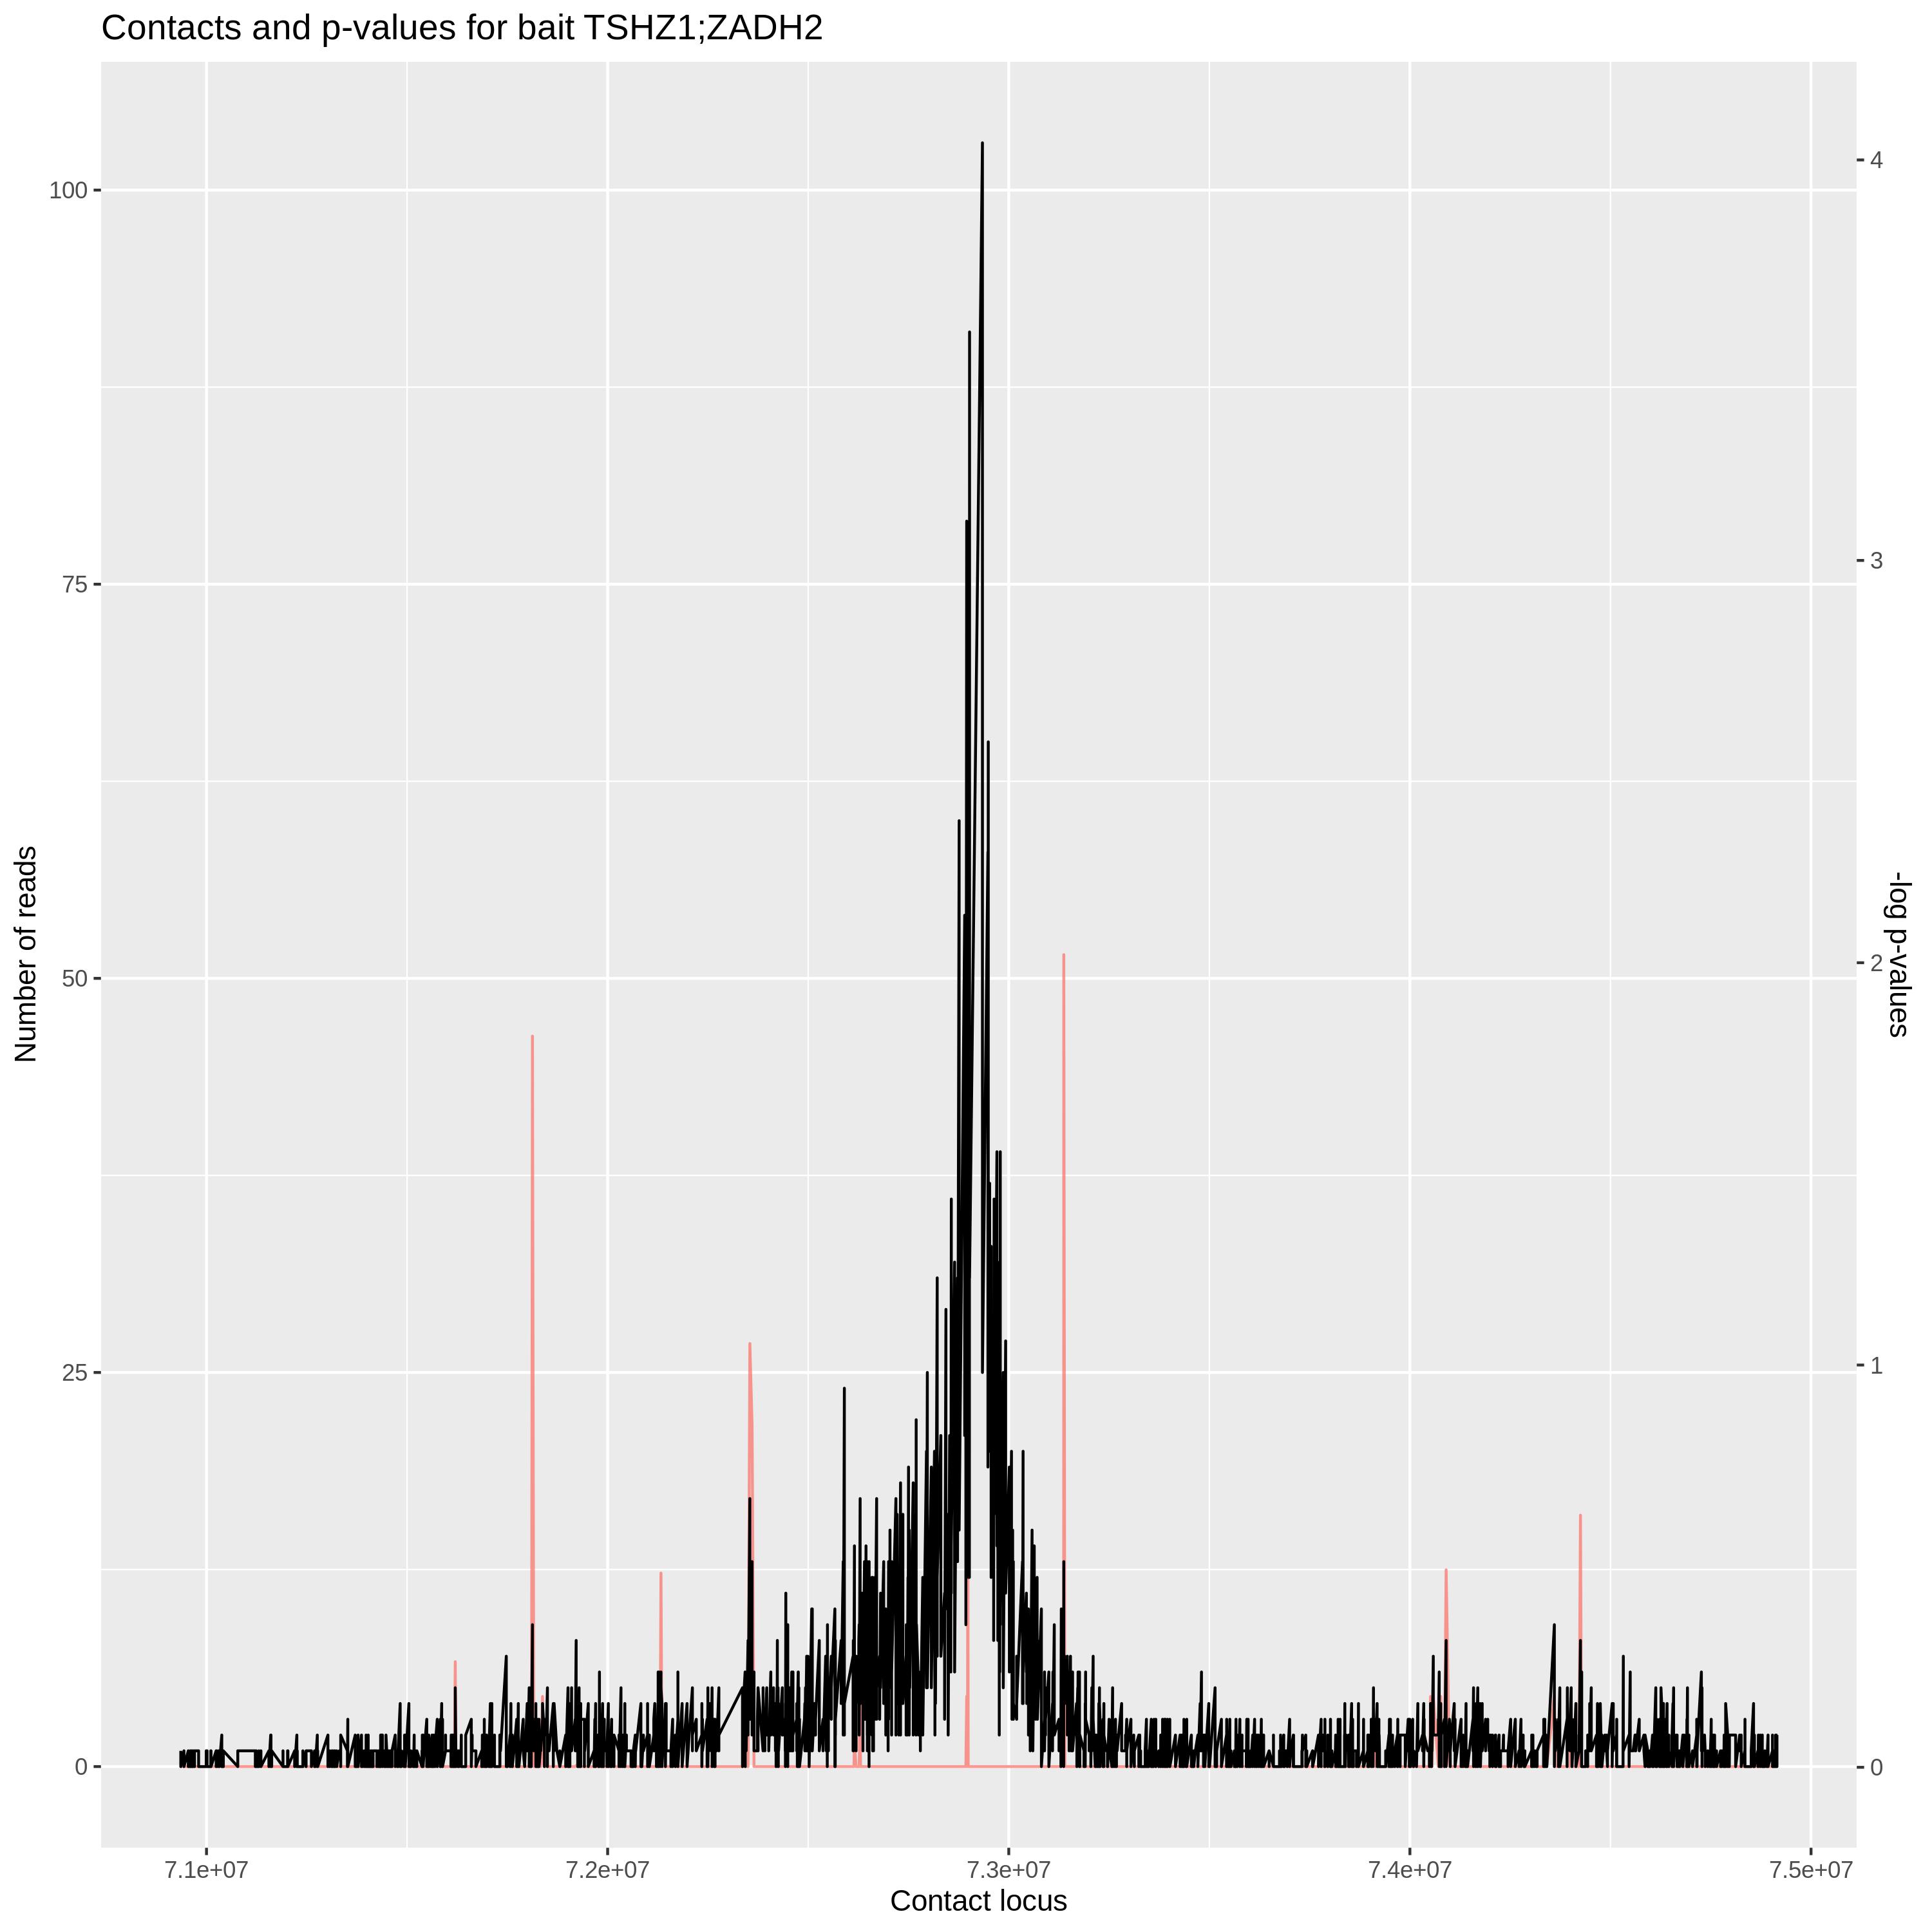 Contacts and p-values for bait TSHZ1;ZADH2
100
75
50
25
0
Number of reads
4
3
2
1
0
-log p-values
7.1e+07 7.2e+07 7.3e+07 7.4e+07 7.5e+07
Contact locus